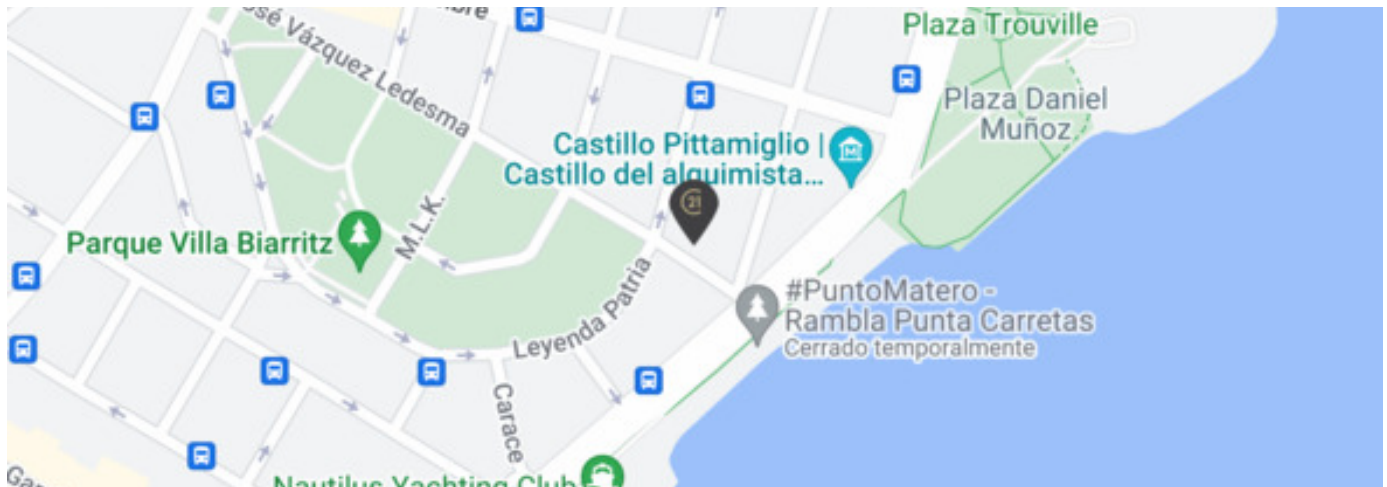 Plaza Trouville
José Vázquez Ledesma
Plaza Daniel
Muñoz
Castillo Pittamiglio |
Castillo del alquimista...
21
M.L.K.
Parque Villa Biarritz
Leyenda Patria
#PuntoMatero -
Rambla Punta Carretas
Cerrado temporalmente
Carace
Nautilus Yachting Club